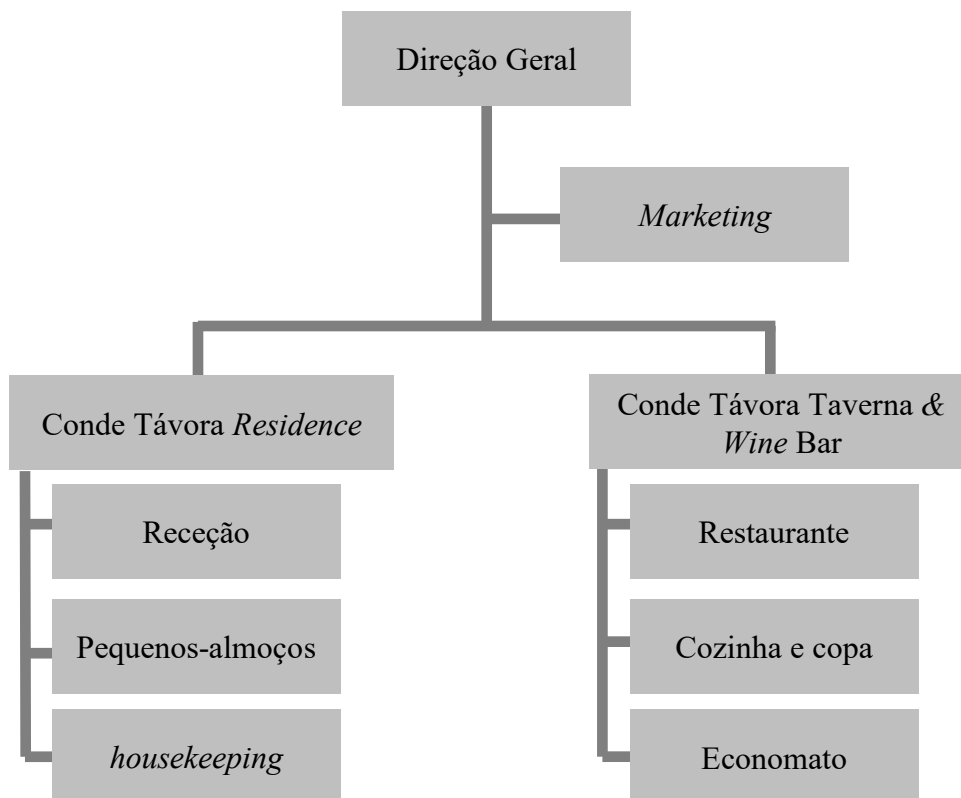 Direção Geral
Marketing
Conde Távora Residence
Receção
Pequenos-almoços
housekeeping
Conde Távora Taverna &
Wine Bar
Restaurante
Cozinha e copa
Economato